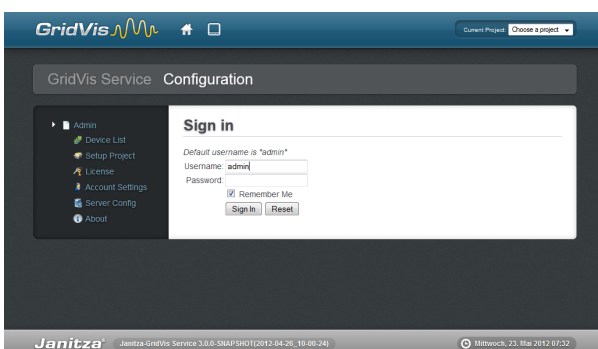 GridVis
Current Project: Choose a project
GridVis Service Configuration
Admin
Device List
Setup Project
License
Account Settings
Server Config
About
Sign in
Default username is "admin"
Username: admin
Password:
Remember Me
Sign In Reset
Janitza® Janitza-GridVis Service 3.0.0-SNAPSHOT(2012-04-26_10-00-24) Mittwoch, 23. Mai 2012 07:32